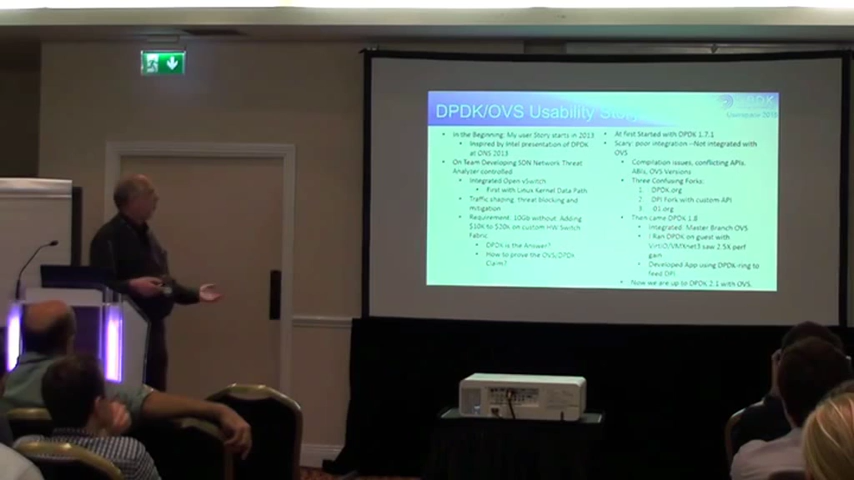 DPDK/OVS Usability Story
DPDK
Userspace 2015
In the Beginning: My user Story starts in 2013
Inspired by Intel presentation of DPDK
at ONS 2013
On Team Developing SDN Network Threat
Analyzer controlled
Integrated Open vSwitch
First with Linux Kernel Data Path
Traffic shaping: threat blocking and
mitigation
Requirement: 10Gb without Adding
$10K to $20k on custom HW Switch
Fabric
DPDK is the Answer?
How to prove the OVS/DPDK
Claim?
At first Started with DPDK 1.7.1
Scary: poor integration--Not integrated with
OVS
Compilation issues, conflicting APIs,
ABIs, OVS Versions
Three Confusing Forks:
1 DPDK.org
2 DPI Fork with custom API
3 01.org
Then came DPDK 1.8
Integrated Master Branch OVS
I Ran DPDK on guest with
VirtIO/VMXnet3 saw 2.5X perf
gain
Developed App using DPDK-ring to
feed DPI
Now we are up to DPDK 2.1 with OVS.